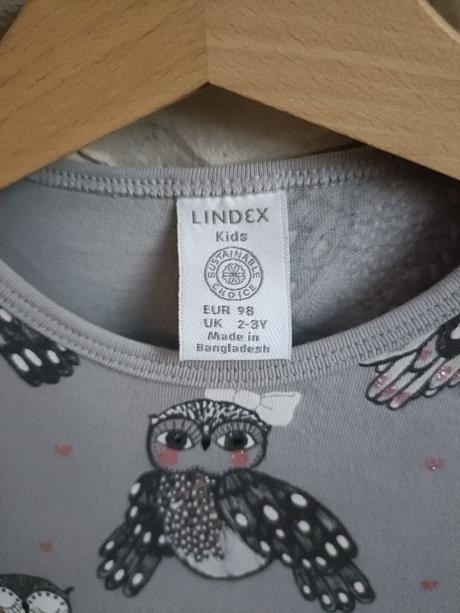 LINDEX
Kids
SUSTAINABLE
CHOICE
EUR 98
UK 2-3Y
Made in
Bangladesh